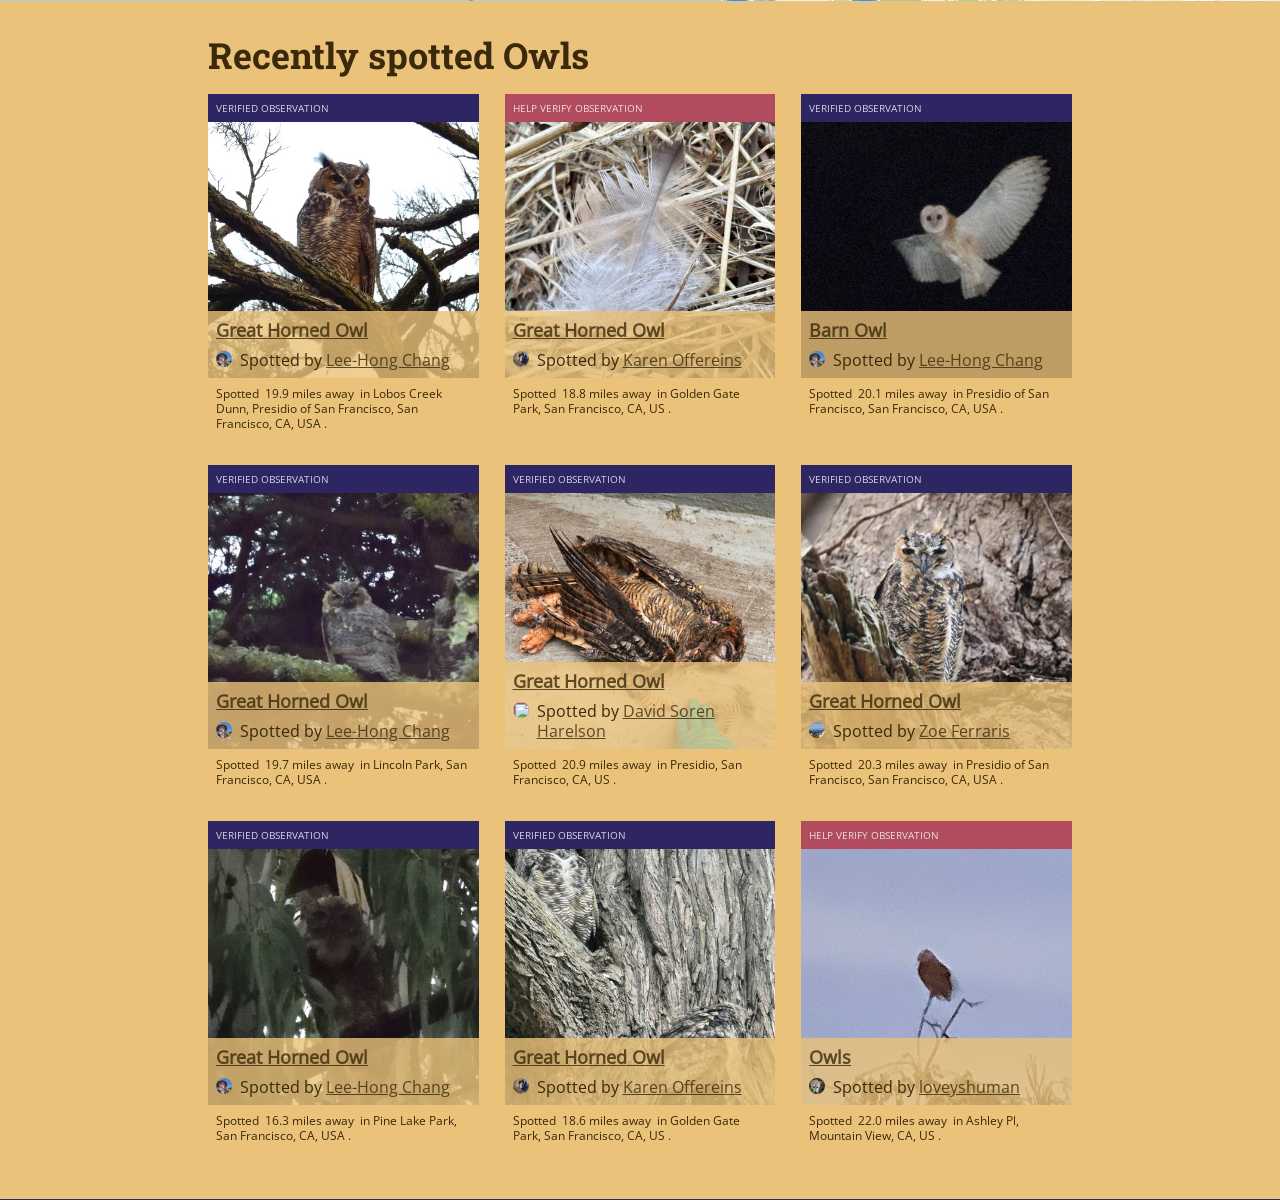 Recently spotted Owls
VERIFIED OBSERVATION
Great Horned Owl
Spotted by Lee-Hong Chang
Spotted 19.9 miles away in Lobos Creek
Dunn, Presidio of San Francisco, San
Francisco, CA, USA .
HELP VERIFY OBSERVATION
Great Horned Owl
Spotted by Karen Offereins
Spotted 18.8 miles away in Golden Gate
Park, San Francisco, CA, US .
VERIFIED OBSERVATION
Barn Owl
Spotted by Lee-Hong Chang
Spotted 20.1 miles away in Presidio of San
Francisco, San Francisco, CA, USA .
VERIFIED OBSERVATION
Great Horned Owl
Spotted by Lee-Hong Chang
Spotted 19.7 miles away in Lincoln Park, San
Francisco, CA, USA .
VERIFIED OBSERVATION
Great Horned Owl
Spotted by David Soren
Harelson
Spotted 20.9 miles away in Presidio, San
Francisco, CA, US .
VERIFIED OBSERVATION
Great Horned Owl
Spotted by Zoe Ferraris
Spotted 20.3 miles away in Presidio of San
Francisco, San Francisco, CA, USA .
VERIFIED OBSERVATION
Great Horned Owl
Spotted by Lee-Hong Chang
Spotted 16.3 miles away in Pine Lake Park,
San Francisco, CA, USA .
VERIFIED OBSERVATION
Great Horned Owl
Spotted by Karen Offereins
Spotted 18.6 miles away in Golden Gate
Park, San Francisco, CA, US .
HELP VERIFY OBSERVATION
Owls
Spotted by loveyshuman
Spotted 22.0 miles away in Ashley Pl,
Mountain View, CA, US .